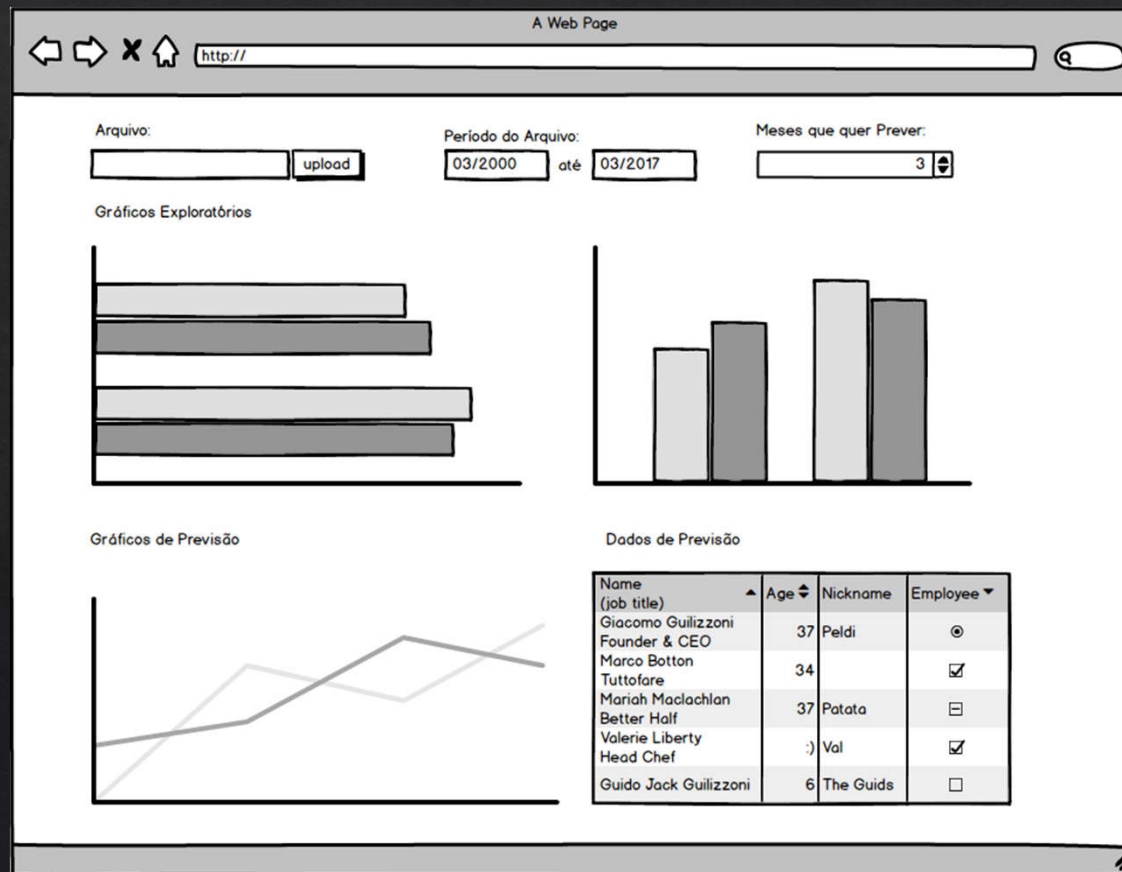 A Web Page
http://
Arquivo:
upload
Período do Arquivo:
03/2000 até 03/2017
Meses que quer Prever:
3
Gráficos Exploratórios
Gráficos de Previsão
Dados de Previsão
Name
(job title)
Age
Nickname
Employee
Giacomo Guilizzoni
Founder & CEO
37
Peldi
Marco Botton
Tuttofare
34
Mariah Maclachlan
Better Half
37
Patata
Valerie Liberty
Head Chef
:)
Val
Guido Jack Guilizzoni
6
The Guids